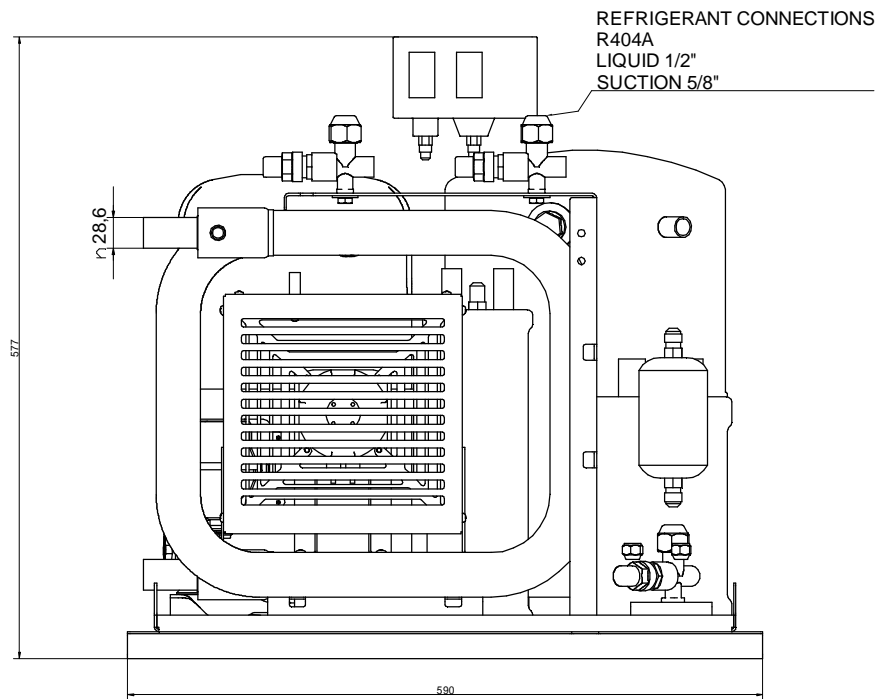 REFRIGERANT CONNECTIONS
R404A
LIQUID 1/2"
SUCTION 5/8"
28,6
577
590